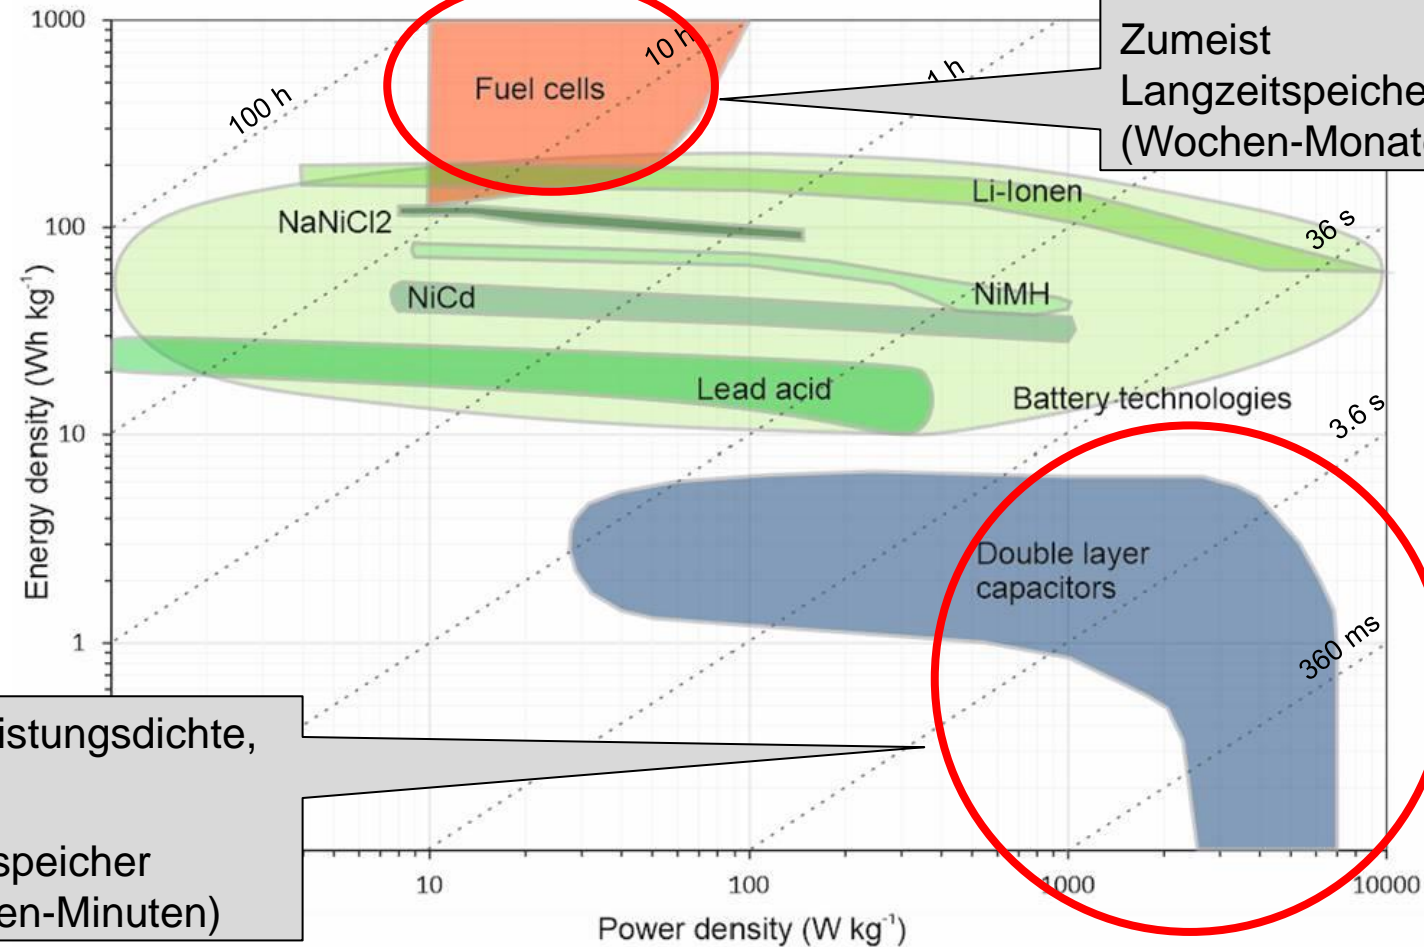 1000
Zumeist
Langzeitspeiche
(Wochen-Monat
10 h
1 h
Fuel cells
100 h
Li-Ionen
NaNiCl2
100
36 s
NiCd
NiMH
Lead acid
Battery technologies
3.6 s
10
Energy density (Wh kg⁻¹)
Double layer
capacitors
1
360 ms
istungsdichte,
speicher
en-Minuten)
10
100
1000
10000
Power density (W kg⁻¹)